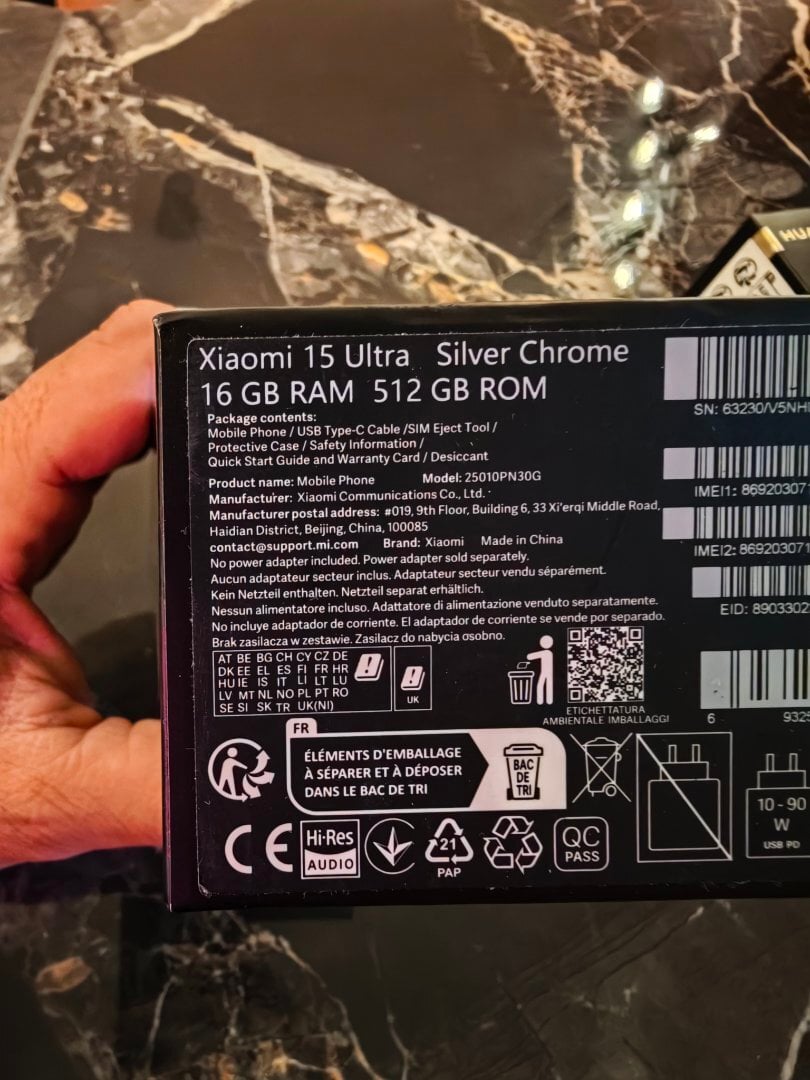 HUA
Xiaomi 15 Ultra Silver Chrome
16 GB RAM 512 GB ROM
Package contents:
Mobile Phone / USB Type-C Cable /SIM Eject Tool /
Protective Case / Safety Information /
Quick Start Guide and Warranty Card / Desiccant
Product name: Mobile Phone Model: 25010PN30G
Manufacturer: Xiaomi Communications Co., Ltd.
Manufacturer postal address: #019, 9th Floor, Building 6, 33 Xi'erqi Middle Road,
Haidian District, Beijing, China, 100085
contact@support.mi.com Brand: Xiaomi Made in China
No power adapter included. Power adapter sold separately.
Aucun adaptateur secteur inclus. Adaptateur secteur vendu séparément.
Kein Netzteil enthalten. Netzteil separat erhältlich.
Nessun alimentatore incluso. Adattatore di alimentazione venduto separatamente.
No incluye adaptador de corriente. El adaptador de corriente se vende por separado.
Brak zasilacza w zestawie. Zasilacz do nabycia osobno.
AT BE BG CH CY CZ DE
DK EE EL ES FI FR HR
HU IE IS IT LI LT LU
LV MT NL NO PL PT RO
SE SI SK TR UK(NI)
UK
ETICHETTATURA
AMBIENTALE IMBALLAGGI
SN: 63230/V5NH
IMEI1: 869203071
IMEI2: 869203071
EID: 8903302
6 9325
FR
ÉLÉMENTS D'EMBALLAGE
À SÉPARER ET À DÉPOSER
DANS LE BAC DE TRI
BAC
DE
TRI
10 - 90
W
USB PD
CE
Hi-Res
AUDIO
21
PAP
QC
PASS